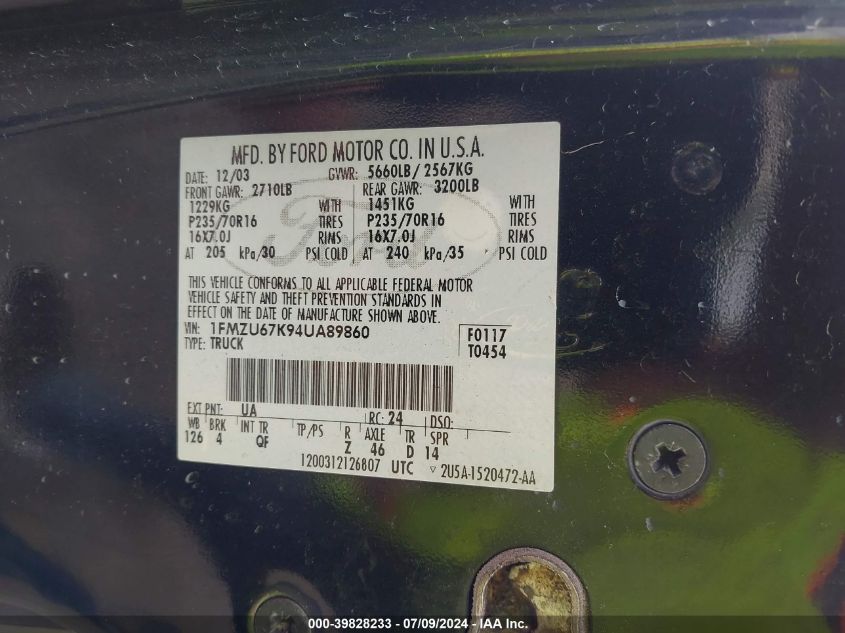 MFD. BY FORD MOTOR CO. IN U.S.A.
DATE: 12/03 GVWR: 5660LB/ 2567KG
FRONT GAWR: 2710LB REAR GAWR: 3200LB
1229KG WITH 1451KG WITH
P235/70R16 TIRES P235/70R16 TIRES
16X7.0J RIMS 16X7.0J RIMS
AT 205 kPa/30 PSI COLD AT 240 kPa/35 PSI COLD
THIS VEHICLE CONFORMS TO ALL APPLICABLE FEDERAL MOTOR
VEHICLE SAFETY AND THEFT PREVENTION STANDARDS IN
EFFECT ON THE DATE OF MANUFACTURE SHOWN ABOVE.
VIN: 1FMZU67K94UA89860 F0117
TYPE: TRUCK T0454
EXT PNT: UA RC: 24 DSO:
WB BRK INT TR TP/PS R AXLE TR SPR
126 4 QF Z 46 D 14
1200312126807 UTC ▽ 2U5A-1520472-AA
Ford
000-39828233 - 07/09/2024 - IAA Inc.